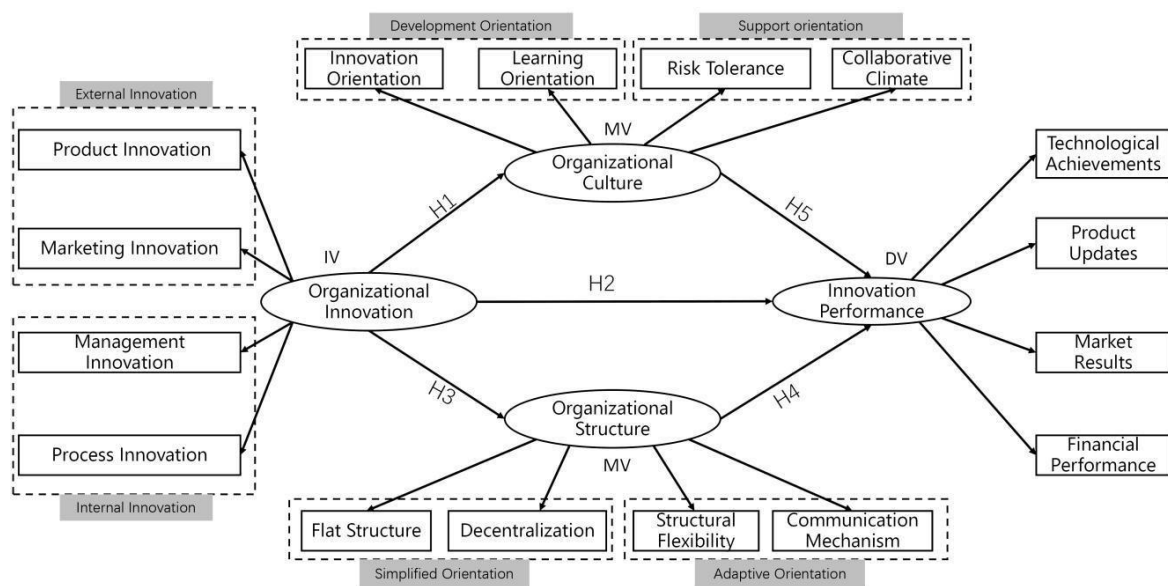 Development Orientation
Support orientation
Innovation
Orientation
Learning
Orientation
Risk Tolerance
Collaborative
Climate
External Innovation
Product Innovation
Marketing Innovation
Management
Innovation
Process Innovation
Internal Innovation
MV
Organizational
Culture
H1
H5
IV
Organizational
Innovation
H2
DV
Innovation
Performance
H3
H4
Organizational
Structure
MV
Technological
Achievements
Product
Updates
Market
Results
Financial
Performance
Flat Structure
Decentralization
Structural
Flexibility
Communication
Mechanism
Simplified Orientation
Adaptive Orientation